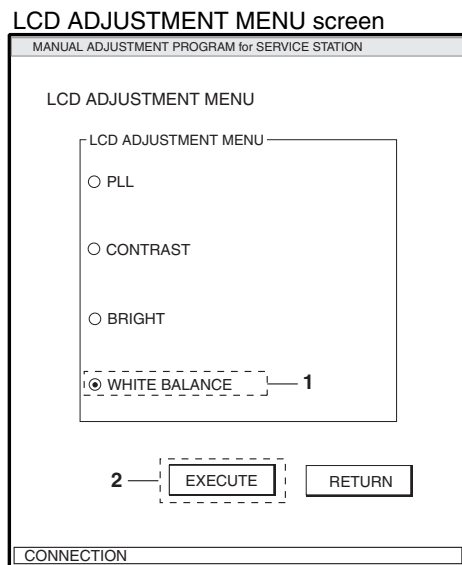 LCD ADJUSTMENT MENU screen
MANUAL ADJUSTMENT PROGRAM for SERVICE STATION
LCD ADJUSTMENT MENU
LCD ADJUSTMENT MENU
PLL
CONTRAST
BRIGHT
WHITE BALANCE 1
2 EXECUTE RETURN
CONNECTION